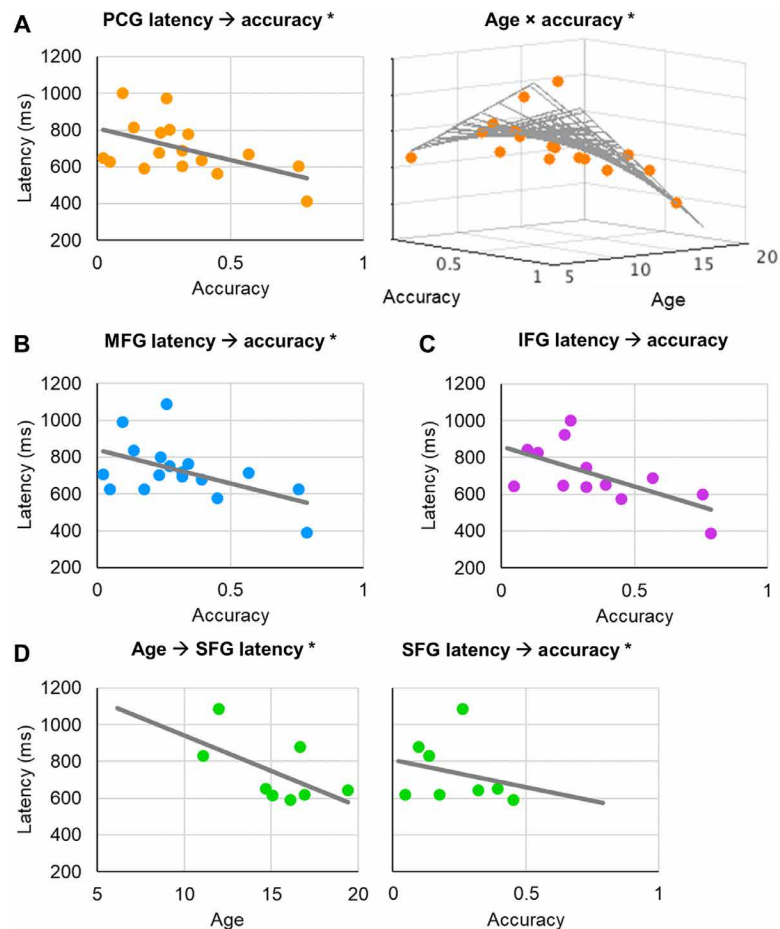 A
PCG latency → accuracy *
Age × accuracy *
Latency (ms)
1200
1000
800
600
400
200
0
0.5
1
Accuracy
0.5
1
5
10
15
20
Accuracy
Age
B
MFG latency → accuracy *
C
IFG latency → accuracy
Latency (ms)
1200
1000
800
600
400
200
0
0.5
1
Accuracy
1200
1000
800
600
400
200
0
0.5
1
Accuracy
D
Age → SFG latency *
SFG latency → accuracy *
Latency (ms)
1200
1000
800
600
400
200
5
10
15
20
Age
0
0.5
1
Accuracy